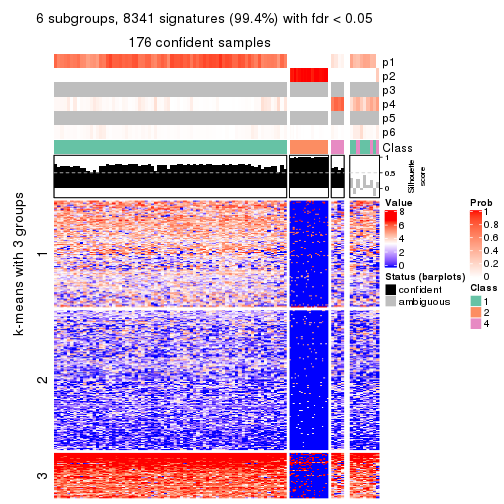 6 subgroups, 8341 signatures (99.4%) with fdr < 0.05
176 confident samples
p1
p2
p3
p4
p5
p6
Class
1
0.5
0
Silhouette
score
k-means with 3 groups
1
2
3
Value
8
6
4
2
0
Status (barplots)
confident
ambiguous
Prob
1
0.8
0.6
0.4
0.2
0
Class
1
2
4